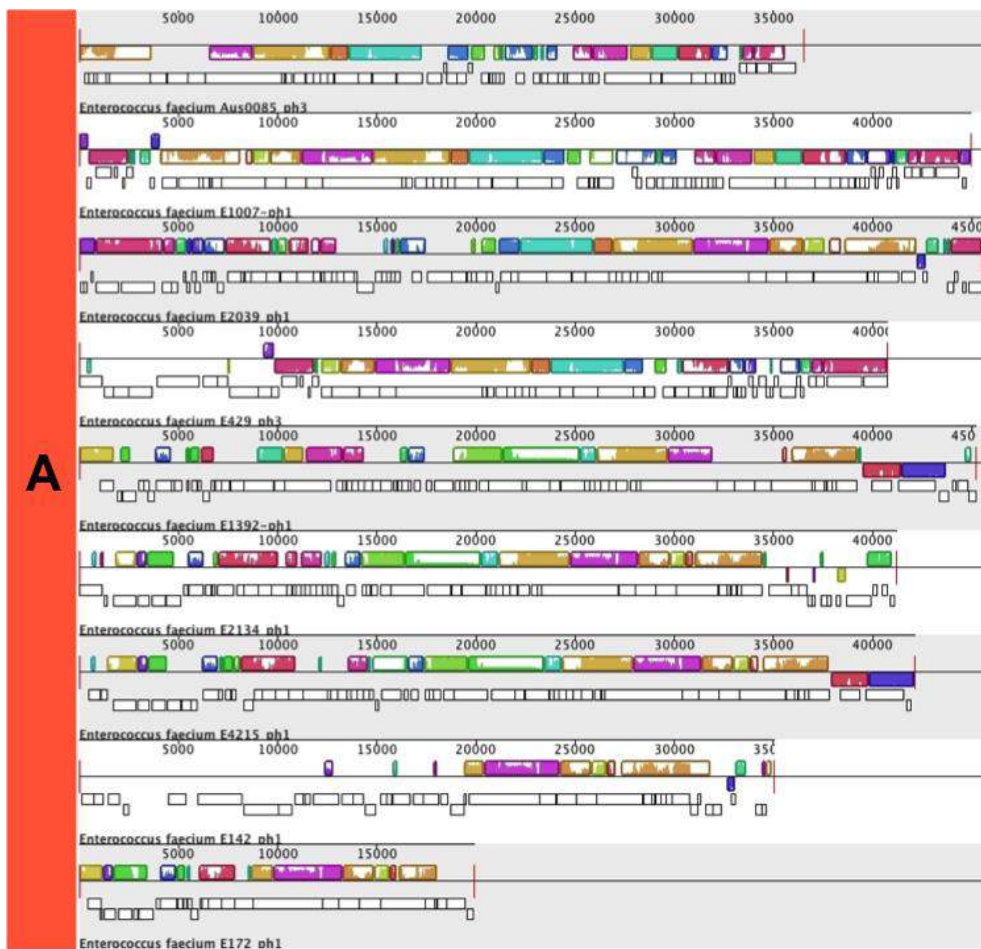 A
5000 10000 15000 20000 25000 30000 35000
Enterococcus faecium Aus0085_ph3
5000 10000 15000 20000 25000 30000 35000 40000
Enterococcus faecium E1007-ph1
5000 10000 15000 20000 25000 30000 35000 40000 4500
Enterococcus faecium E2039_ph1
5000 10000 15000 20000 25000 30000 35000 40000
Enterococcus faecium E429_ph3
5000 10000 15000 20000 25000 30000 35000 40000 450
Enterococcus faecium E1392-ph1
5000 10000 15000 20000 25000 30000 35000 40000
Enterococcus faecium E2134_ph1
5000 10000 15000 20000 25000 30000 35000 40000
Enterococcus faecium E4215_ph1
5000 10000 15000 20000 25000 30000 350
Enterococcus faecium E142_ph1
5000 10000 15000
Enterococcus faecium E172_ph1